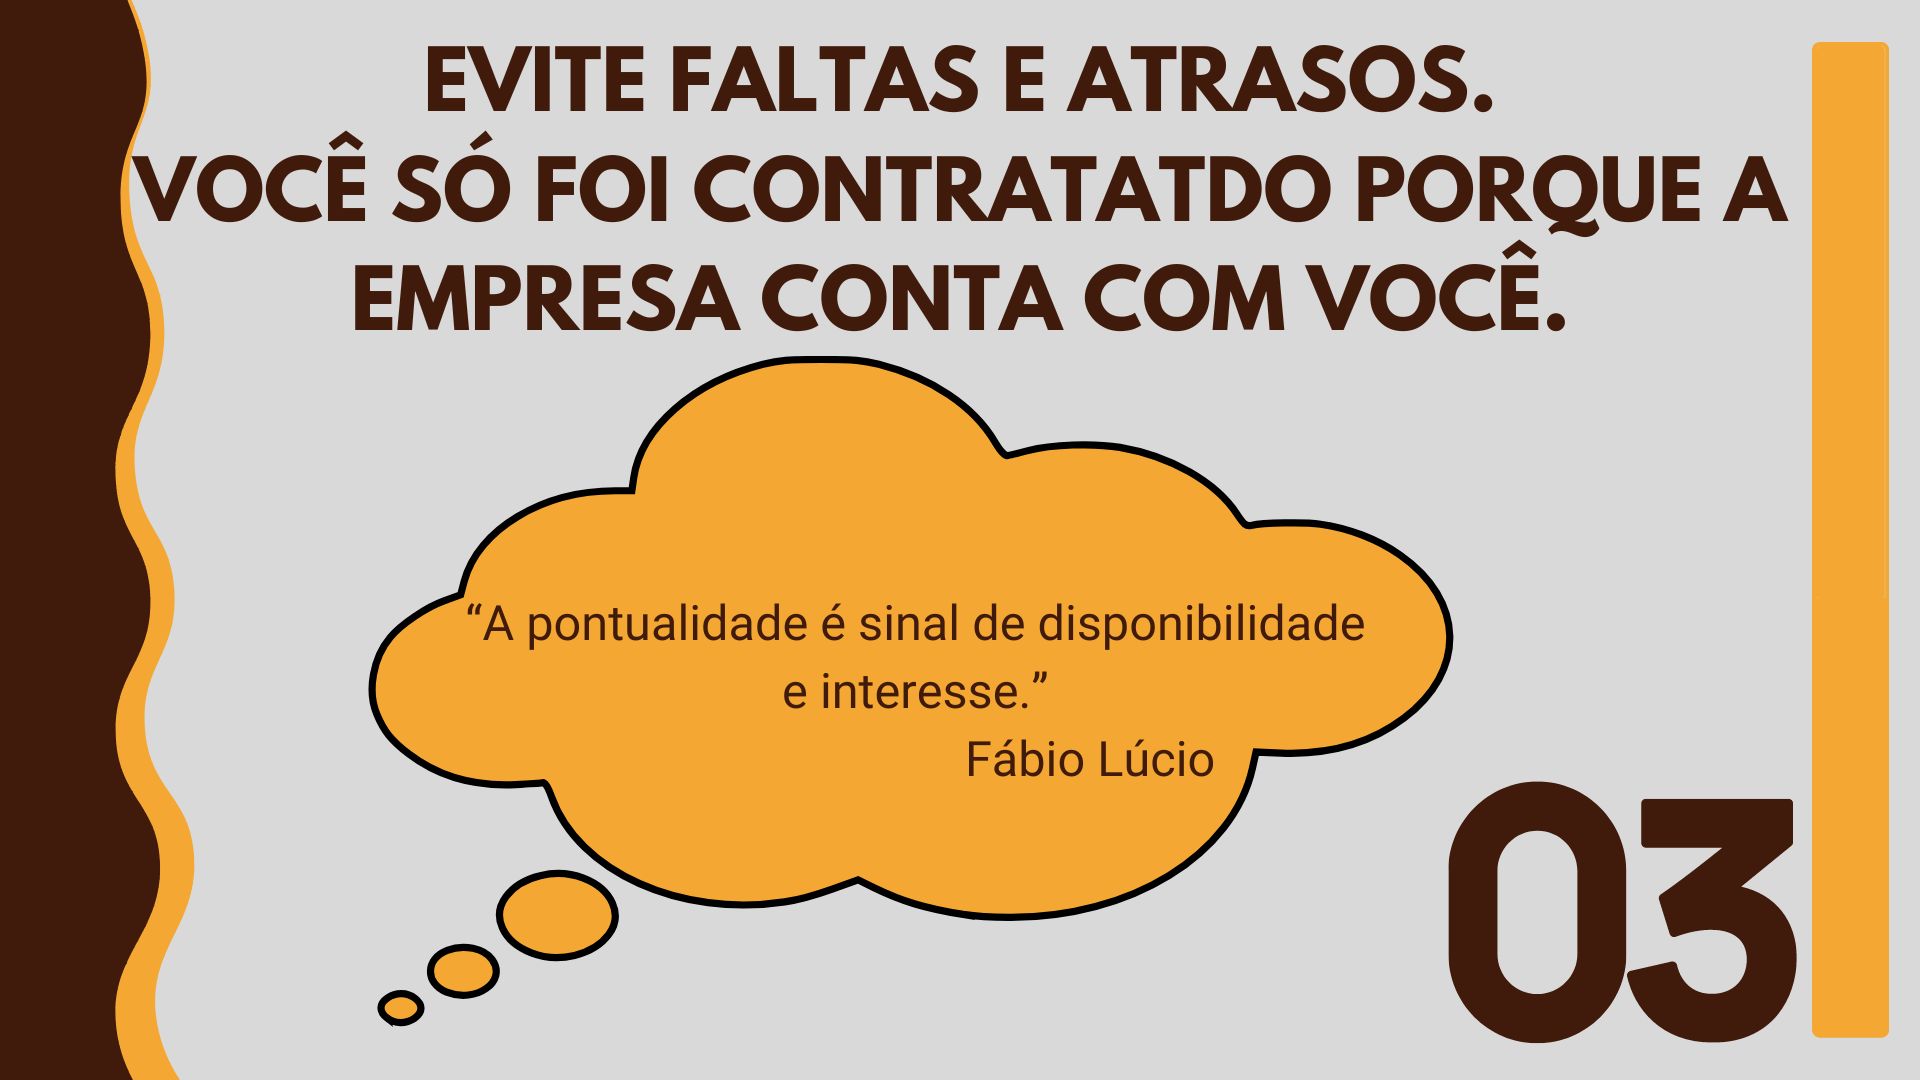 EVITE FALTAS E ATRASOS.
VOCÊ SÓ FOI CONTRATATDO PORQUE A
EMPRESA CONTA COM VOCÊ.
“A pontualidade é sinal de disponibilidade
e interesse.”
Fábio Lúcio
03